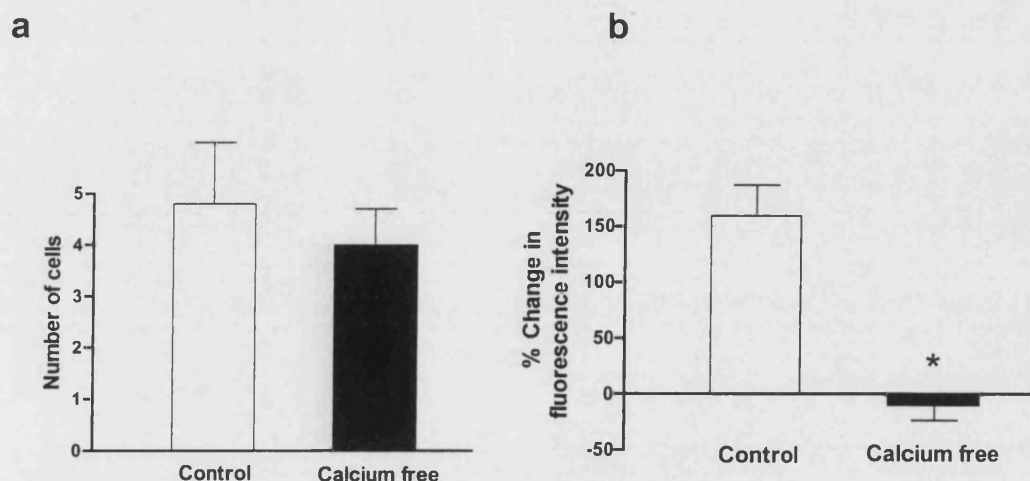 a
Number of cells
5
4
3
2
1
0
Control
Calcium free
b
% Change in
fluorescence intensity
200
150
100
50
0
-50
*
Control
Calcium free